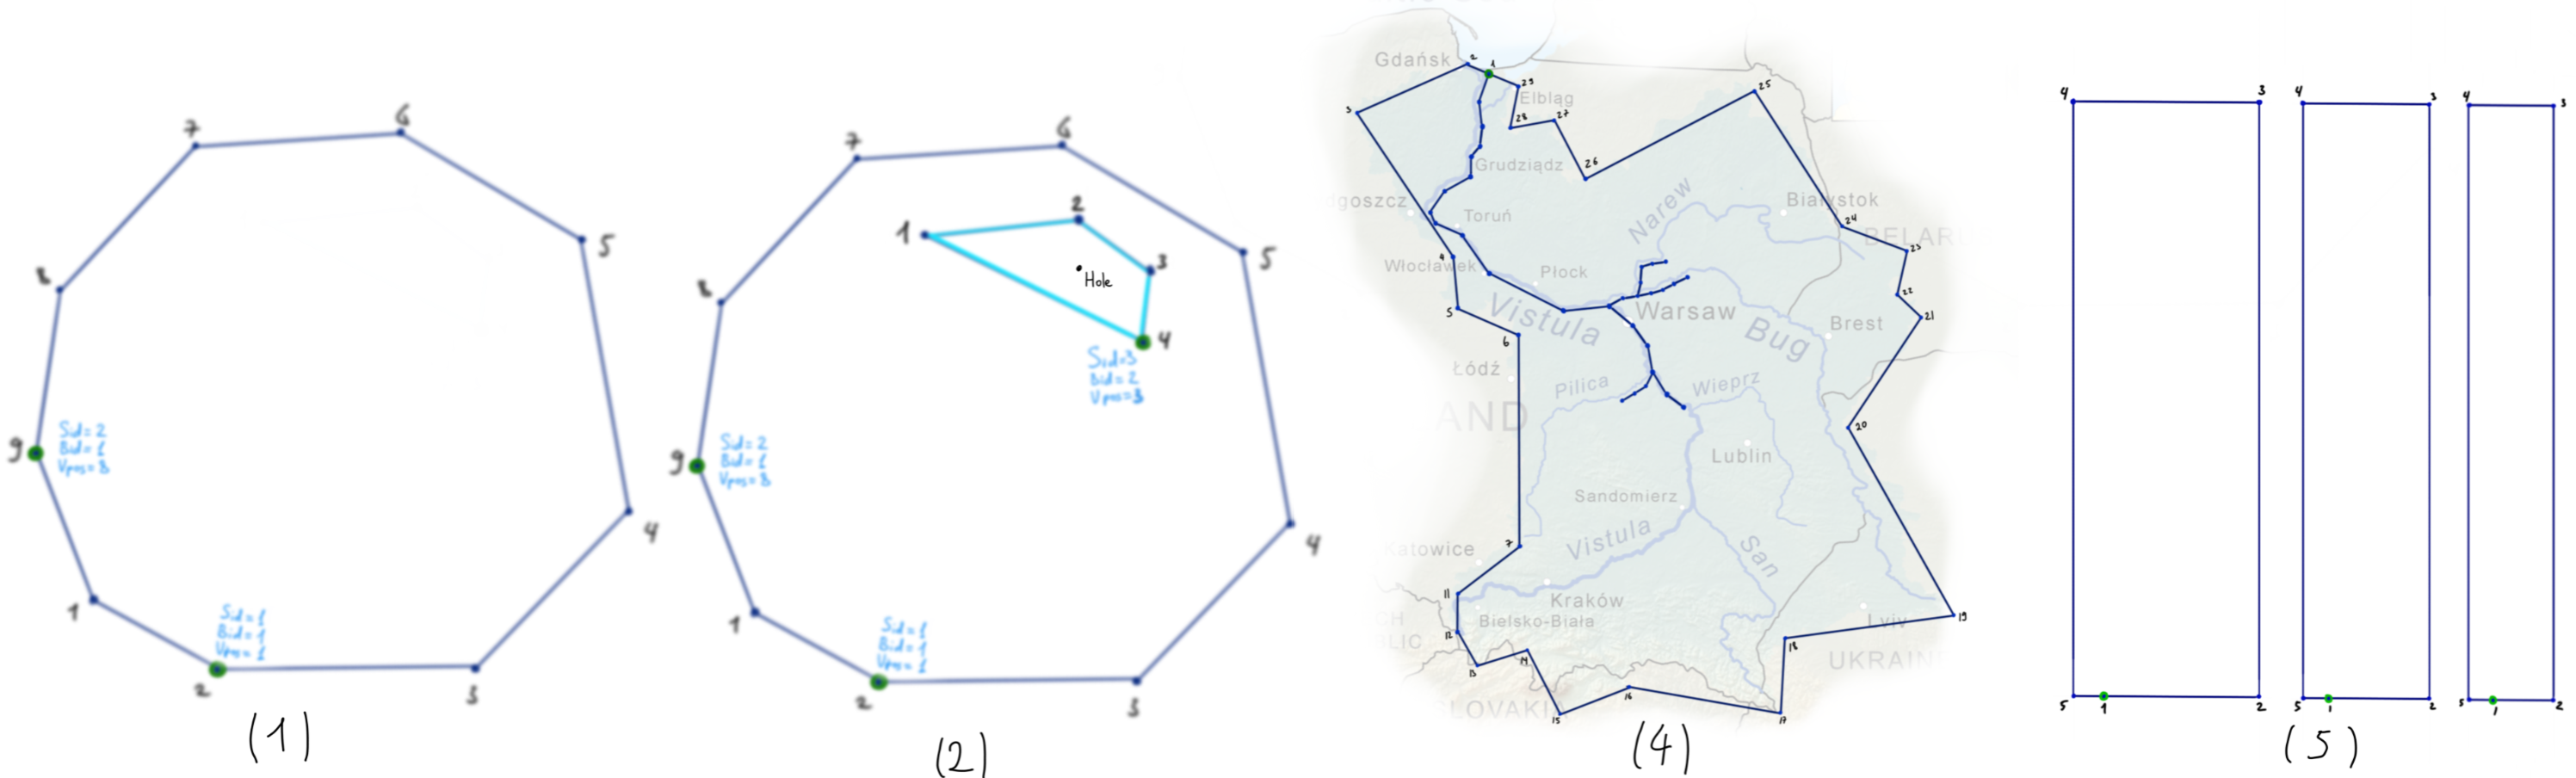 6
7
5
8
9
Sid=2
Bid=1
Vpos=8
4
1
Sid=1
Bid=1
Vpos=1
2
3
(1)
6
7
5
8
1
2
3
Hole
4
Sid=3
Bid=2
Vpos=3
9
Sid=2
Bid=1
Vpos=8
4
1
Sid=1
Bid=1
Vpos=1
2
3
(2)
Gdańsk
2
1
29
Elbląg
28
27
25
3
26
Grudziądz
dgoszcz
Toruń
Narew
Białystok
24
BELARU
23
4
Włocławek
Płock
22
5
Vistula
Warsaw
Bug
Brest
21
6
Łódź
Pilica
Wieprz
AND
20
Lublin
Sandomierz
7
Katowice
Vistula
San
11
Kraków
CH
BLIC
12
Bielsko-Biała
Lviv
19
13
14
18
UKRAIN
SLOVAKI
15
16
17
(4)
4
3
5
1
2
4
3
5
1
2
4
3
5
1
2
(5)